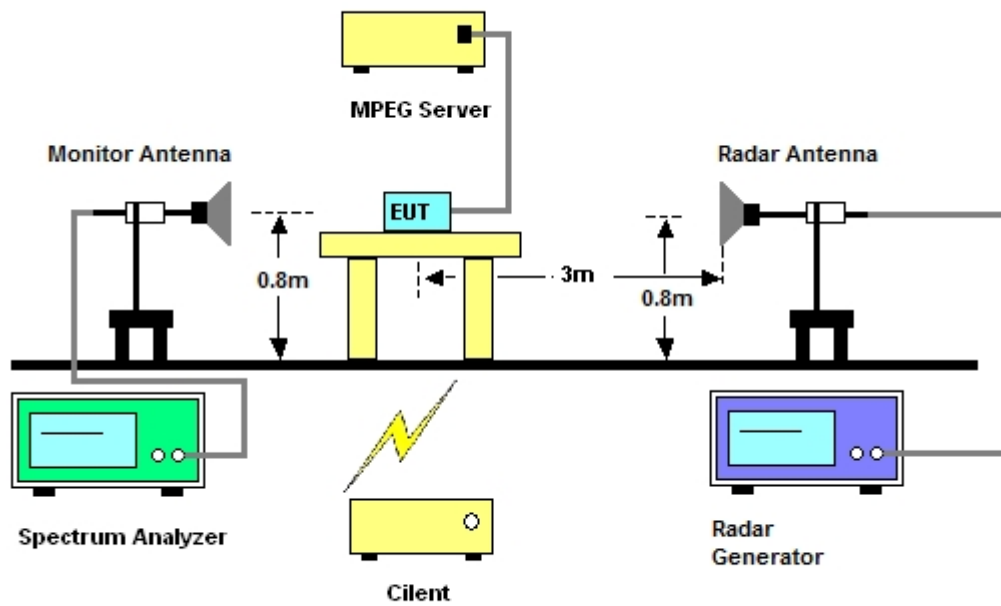 MPEG Server
Monitor Antenna
Radar Antenna
EUT
0.8m
3m
0.8m
Spectrum Analyzer
Radar
Generator
Cilent